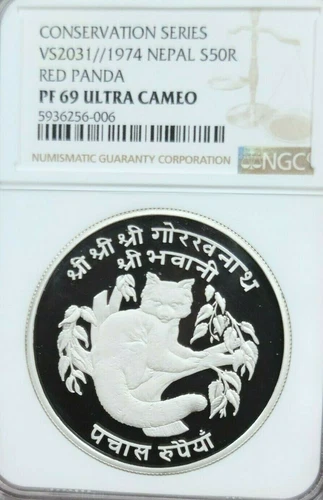 CONSERVATION SERIES
VS2031//1974 NEPAL S50R
RED PANDA
PF 69 ULTRA CAMEO
5936256-006
NUMISMATIC GUARANTY CORPORATION
NGC
श्री श्री श्री गोररवनाथ
श्री भवानी
पचास रुपैयाँ